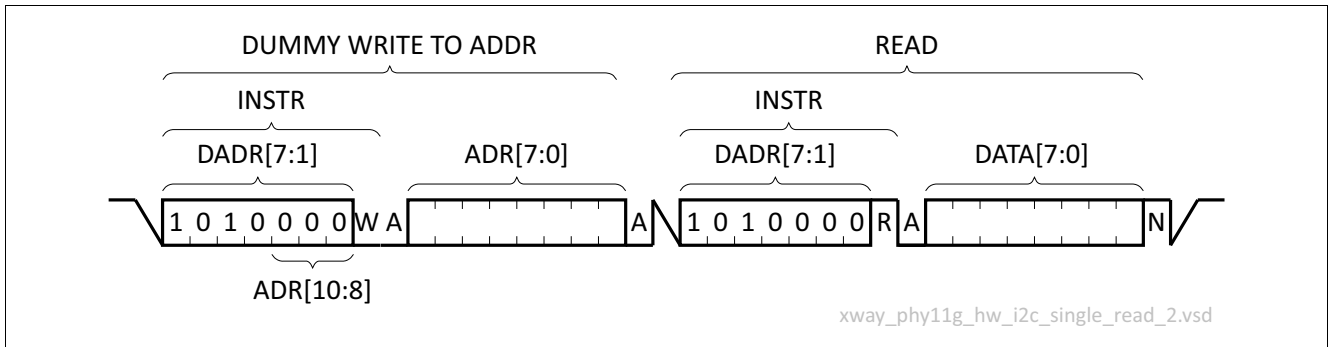 DUMMY WRITE TO ADDR READ
INSTR INSTR
DADR[7:1] ADR[7:0] DADR[7:1] DATA[7:0]
1 0 1 0 0 0 0 W A A 1 0 1 0 0 0 0 R A N
ADR[10:8]
xway_phy11g_hw_i2c_single_read_2.vsd